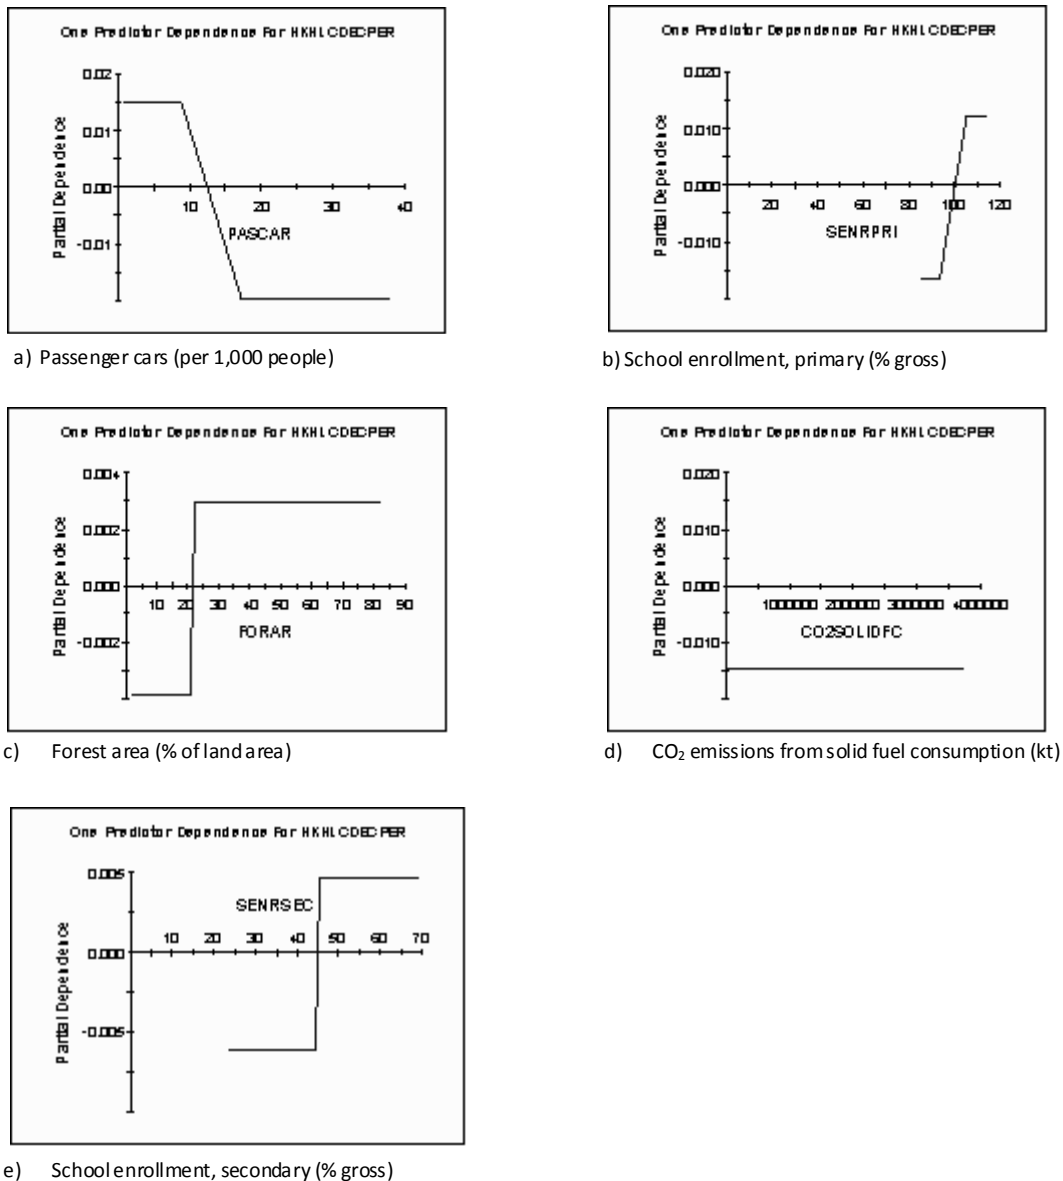 One Predictor Dependence For HKHLCDECPER
0.02
0.01
0.00
-0.01
10 20 30 40
PASCAR
Partial Dependence
a) Passenger cars (per 1,000 people)
One Predictor Dependence For HKHLCDECPER
0.020
0.010
0.000
-0.010
20 40 60 80 100 120
SENRPRI
Partial Dependence
b) School enrollment, primary (% gross)
One Predictor Dependence For HKHLCDECPER
0.004
0.002
0.000
-0.002
10 20 30 40 50 60 70 80 90
FORAR
Partial Dependence
c) Forest area (% of land area)
One Predictor Dependence For HKHLCDECPER
0.020
0.010
0.000
-0.010
1000000 2000000 3000000 4000000
CO2SOLIDFC
Partial Dependence
d) CO₂ emissions from solid fuel consumption (kt)
One Predictor Dependence For HKHLCDECPER
0.005
SENRSEC
10 20 30 40 50 60 70
0.000
-0.005
Partial Dependence
e) School enrollment, secondary (% gross)